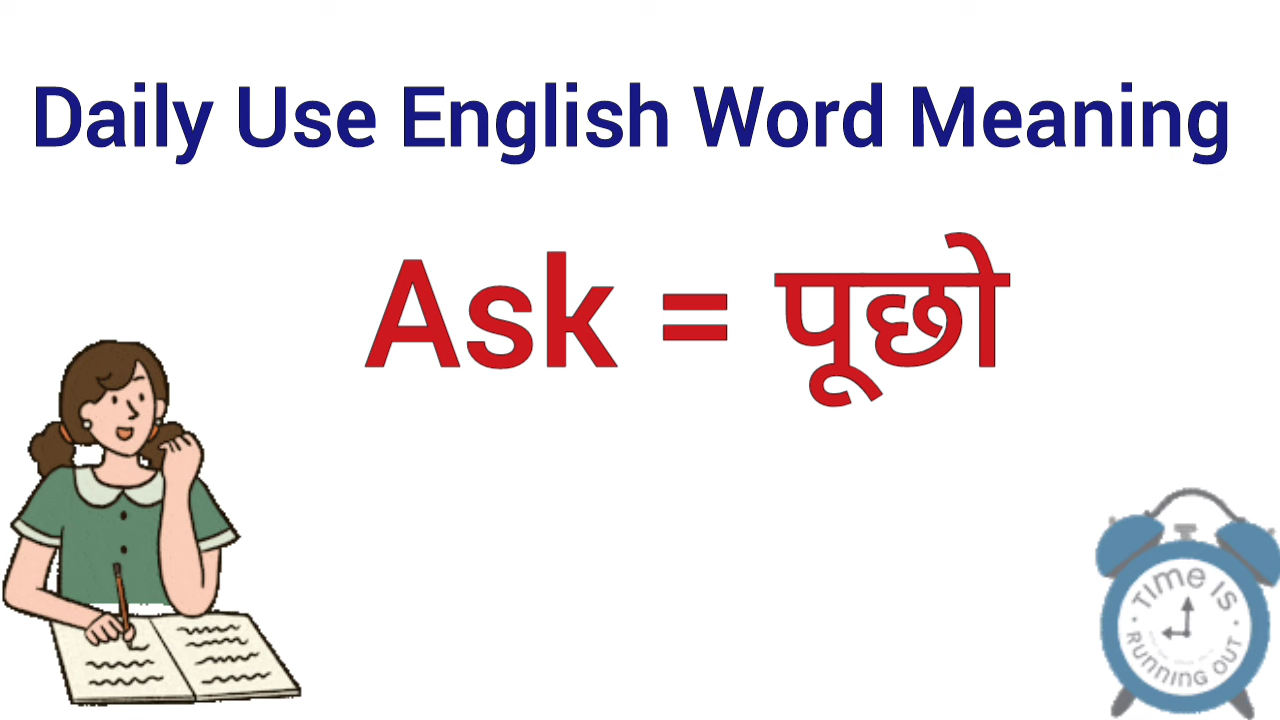 Daily Use English Word Meaning
Ask = पूछो
TIME IS
RUNNING OUT